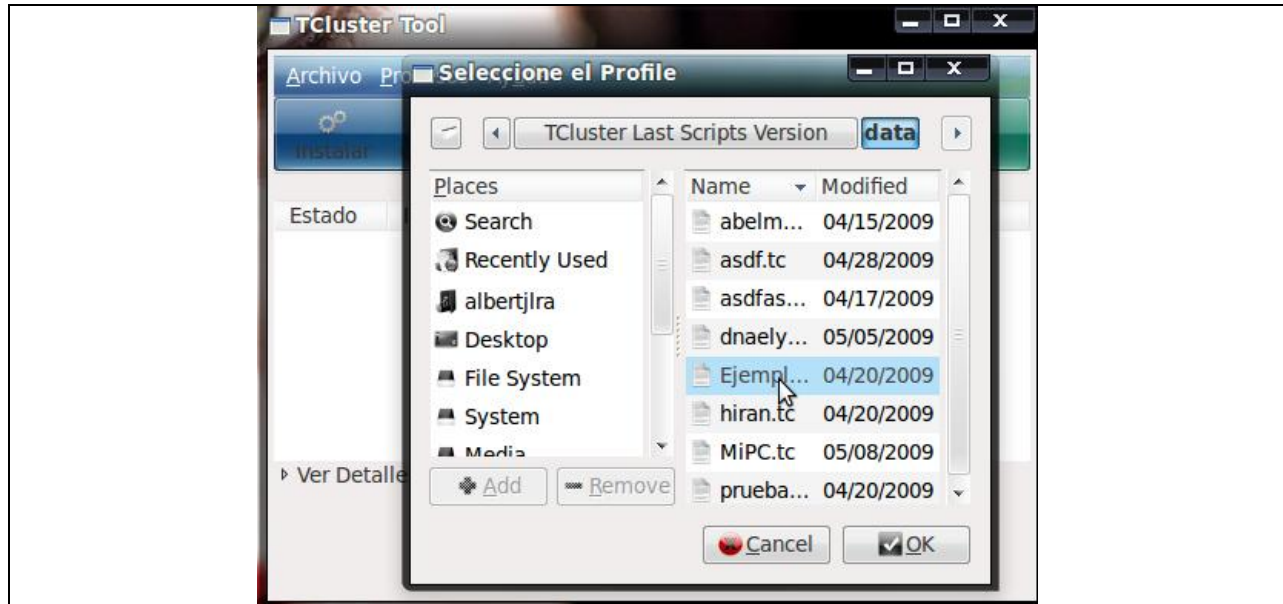 TCluster Tool
Archivo
Seleccione el Profile
Instalar
TCluster Last Scripts Version data
Places
Name Modified
Estado
Search
abelm... 04/15/2009
Recently Used
asdf.tc 04/28/2009
albertjlra
asdfas... 04/17/2009
Desktop
dnaely... 05/05/2009
File System
Ejempl... 04/20/2009
System
hiran.tc 04/20/2009
Media
MiPC.tc 05/08/2009
Ver Detalle
Add Remove
prueba... 04/20/2009
Cancel OK